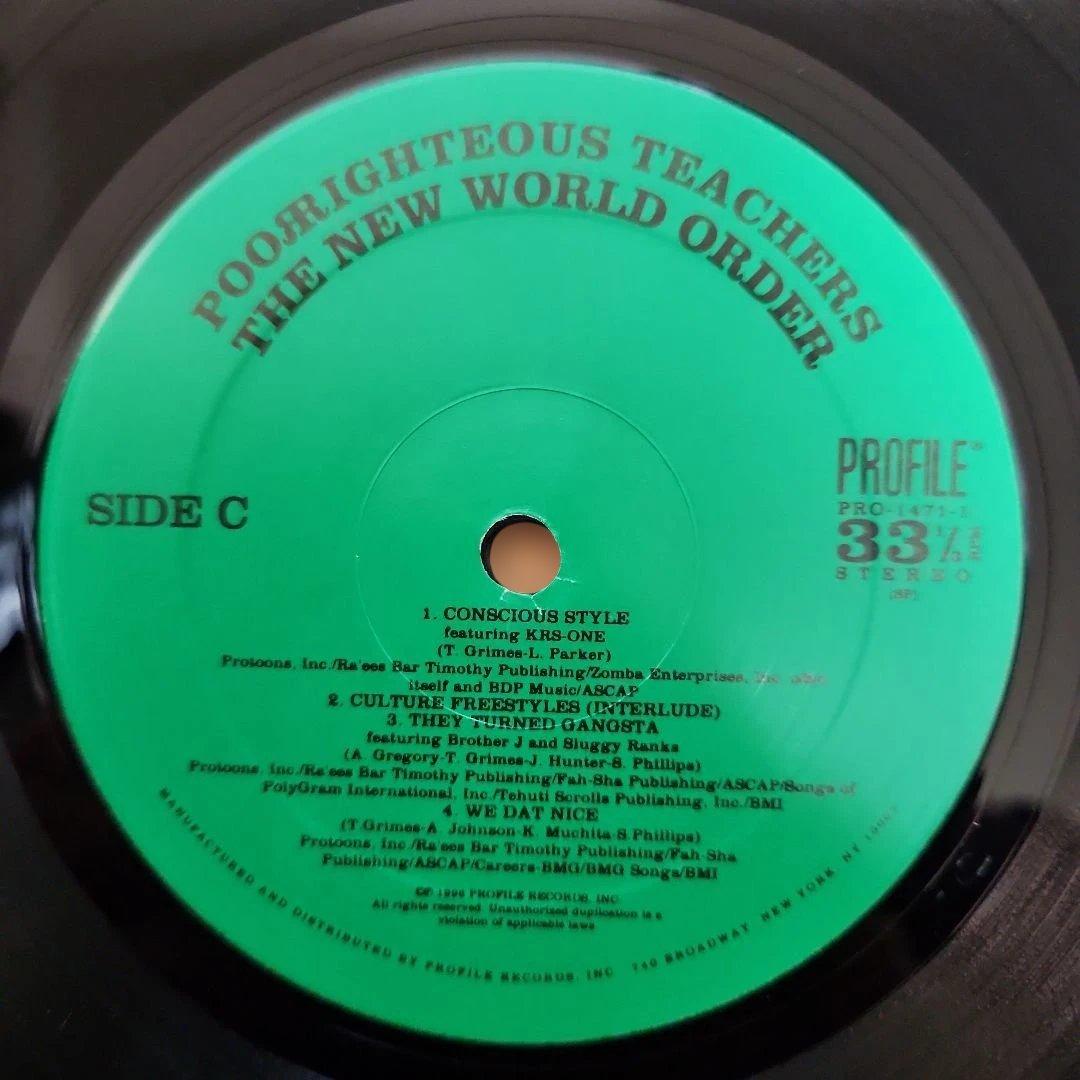 POORRIGHTEOUS TEACHERS
THE NEW WORLD ORDER
SIDE C
PROFILE
PRO-1471-1
33 1/3
STEREO
(SP)
1. CONSCIOUS STYLE
featuring KRS-ONE
(T. Grimes-L. Parker)
Protoons, Inc./Ra'ees Bar Timothy Publishing/Zomba Enterprises, Inc. obo
itself and BDP Music/ASCAP
2. CULTURE FREESTYLES (INTERLUDE)
3. THEY TURNED GANGSTA
featuring Brother J and Sluggy Ranks
(A. Gregory-T. Grimes-J. Hunter-S. Phillips)
Protoons, Inc./Ra'ees Bar Timothy Publishing/Fah-Sha Publishing/ASCAP/Songs of
PolyGram International, Inc./Tehuti Scrolls Publishing, Inc./BMI
4. WE DAT NICE
(T.Grimes-A. Johnson-K. Muchita-S.Phillips)
Protoons, Inc./Ra'ees Bar Timothy Publishing/Fah-Sha
Publishing/ASCAP/Careers-BMG/BMG Songs/BMI
1996 PROFILE RECORDS, INC.
All rights reserved. Unauthorized duplication is a
violation of applicable laws
MANUFACTURED AND DISTRIBUTED BY PROFILE RECORDS, INC. 740 BROADWAY NEW YORK NY